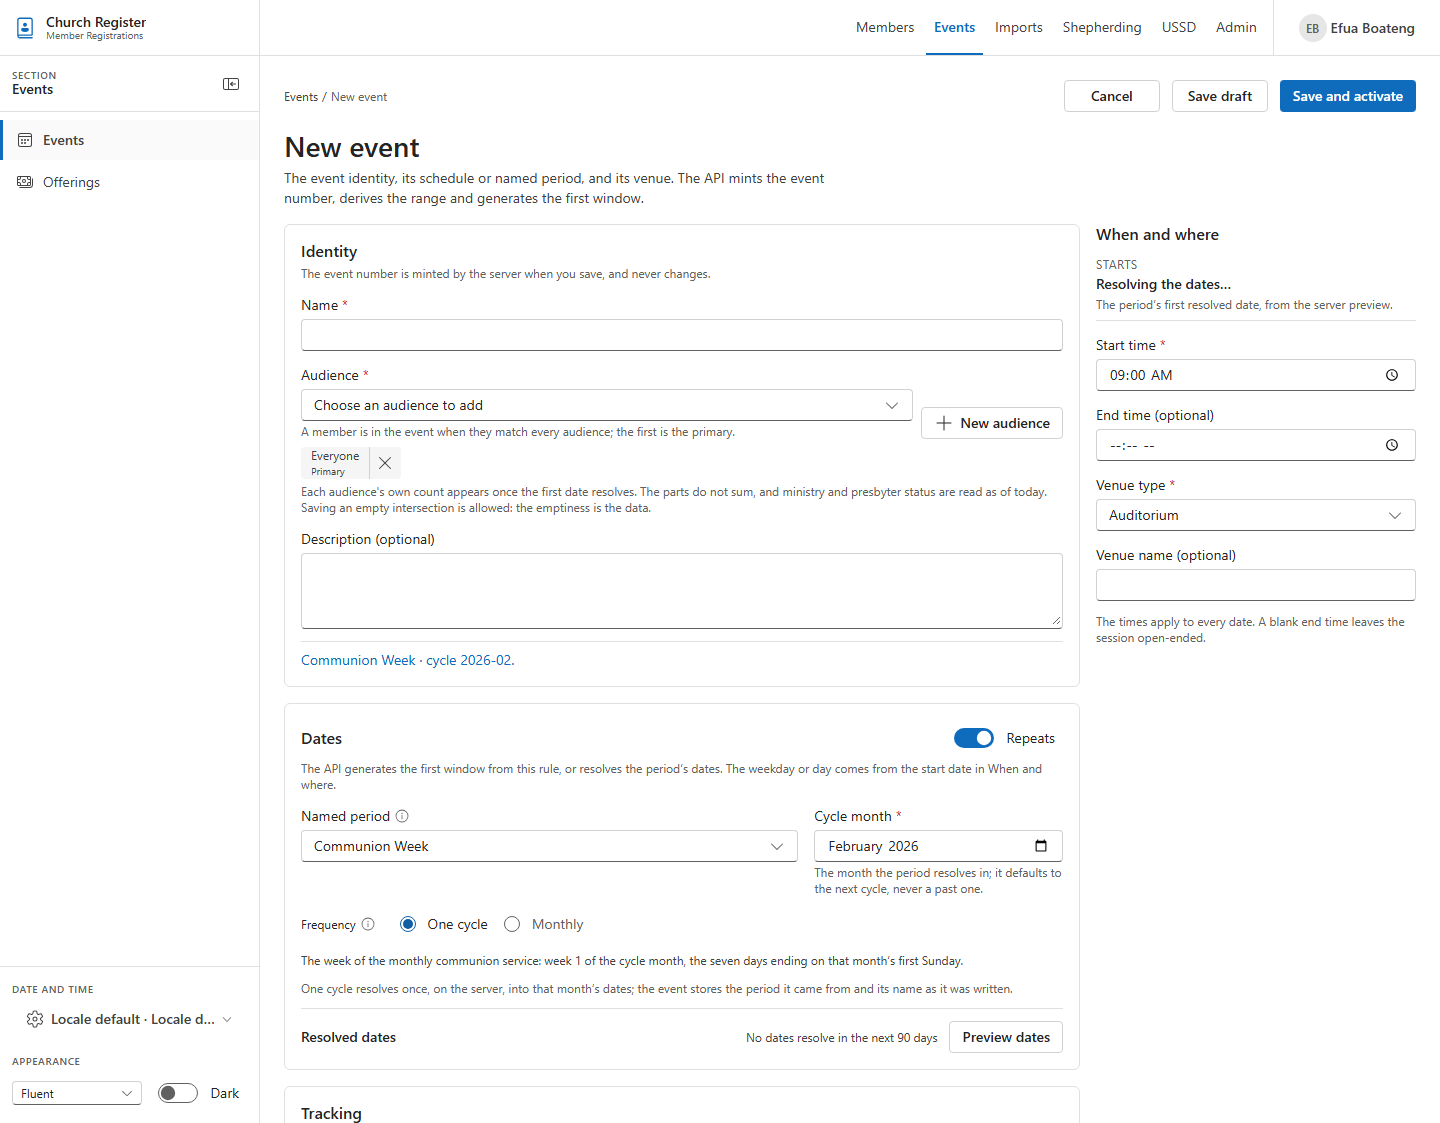 Church Register
Member Registrations
Members
Events
Imports
Shepherding
USSD
Admin
EB
Efua Boateng
SECTION
Events
Events
Offerings
Events / New event
Cancel
Save draft
Save and activate
New event
The event identity, its schedule or named period, and its venue. The API mints the event
number, derives the range and generates the first window.
Identity
The event number is minted by the server when you save, and never changes.
Name *
Audience *
Choose an audience to add
New audience
A member is in the event when they match every audience; the first is the primary.
Everyone
Primary
Each audience's own count appears once the first date resolves. The parts do not sum, and ministry and presbyter status are read as of today.
Saving an empty intersection is allowed: the emptiness is the data.
Description (optional)
Communion Week · cycle 2026-02.
When and where
STARTS
Resolving the dates...
The period's first resolved date, from the server preview.
Start time *
09:00 AM
End time (optional)
--:-- --
Venue type *
Auditorium
Venue name (optional)
The times apply to every date. A blank end time leaves the
session open-ended.
Dates
Repeats
The API generates the first window from this rule, or resolves the period's dates. The weekday or day comes from the start date in When and
where.
Named period
Communion Week
Cycle month *
February 2026
The month the period resolves in; it defaults to
the next cycle, never a past one.
Frequency
One cycle
Monthly
The week of the monthly communion service: week 1 of the cycle month, the seven days ending on that month's first Sunday.
One cycle resolves once, on the server, into that month's dates; the event stores the period it came from and its name as it was written.
Resolved dates
No dates resolve in the next 90 days
Preview dates
Tracking
DATE AND TIME
Locale default · Locale d...
APPEARANCE
Fluent
Dark